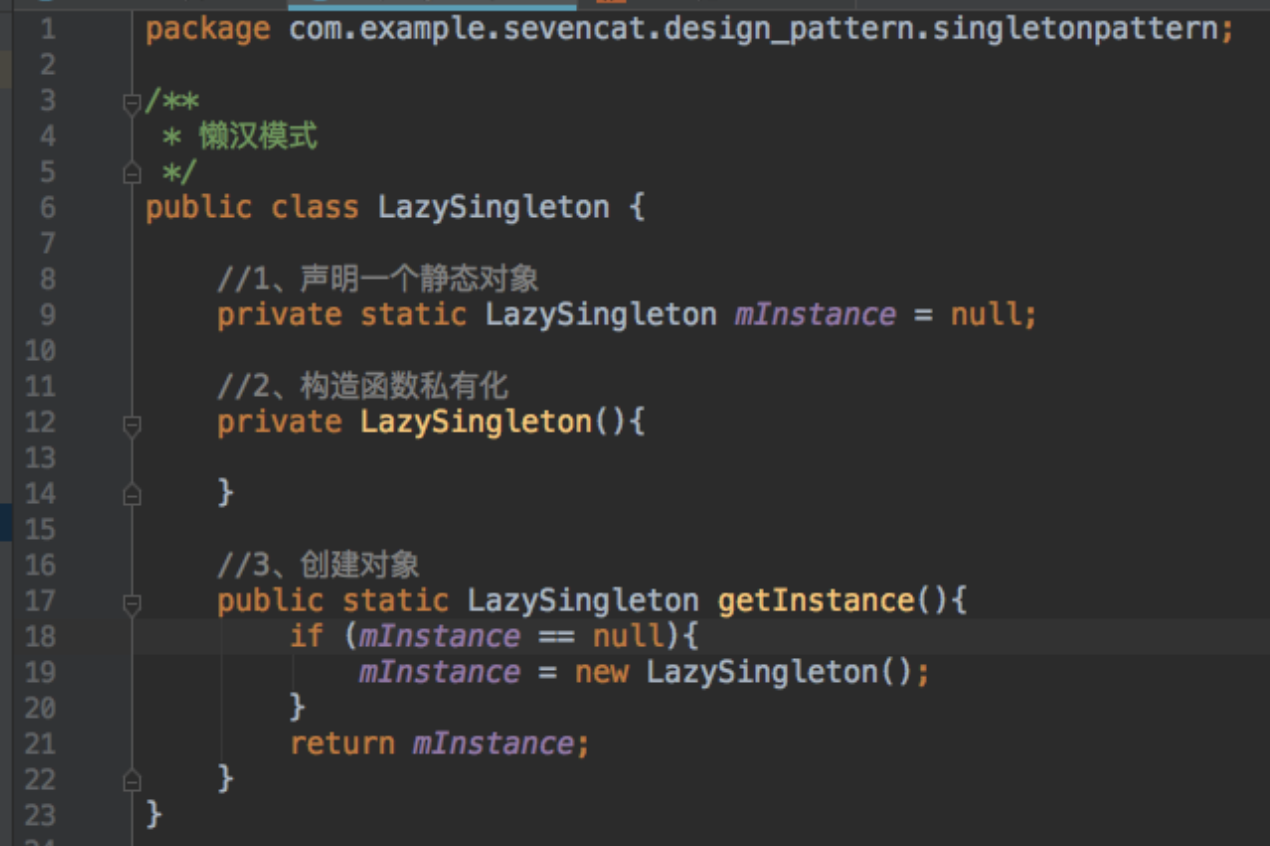 1 package com.example.sevencat.design_pattern.singletonpattern;
2
3 /**
4 * 懒汉模式
5 */
6 public class LazySingleton {
7
8 //1、声明一个静态对象
9 private static LazySingleton mInstance = null;
10
11 //2、构造函数私有化
12 private LazySingleton(){
13
14 }
15
16 //3、创建对象
17 public static LazySingleton getInstance(){
18 if (mInstance == null){
19 mInstance = new LazySingleton();
20 }
21 return mInstance;
22 }
23 }